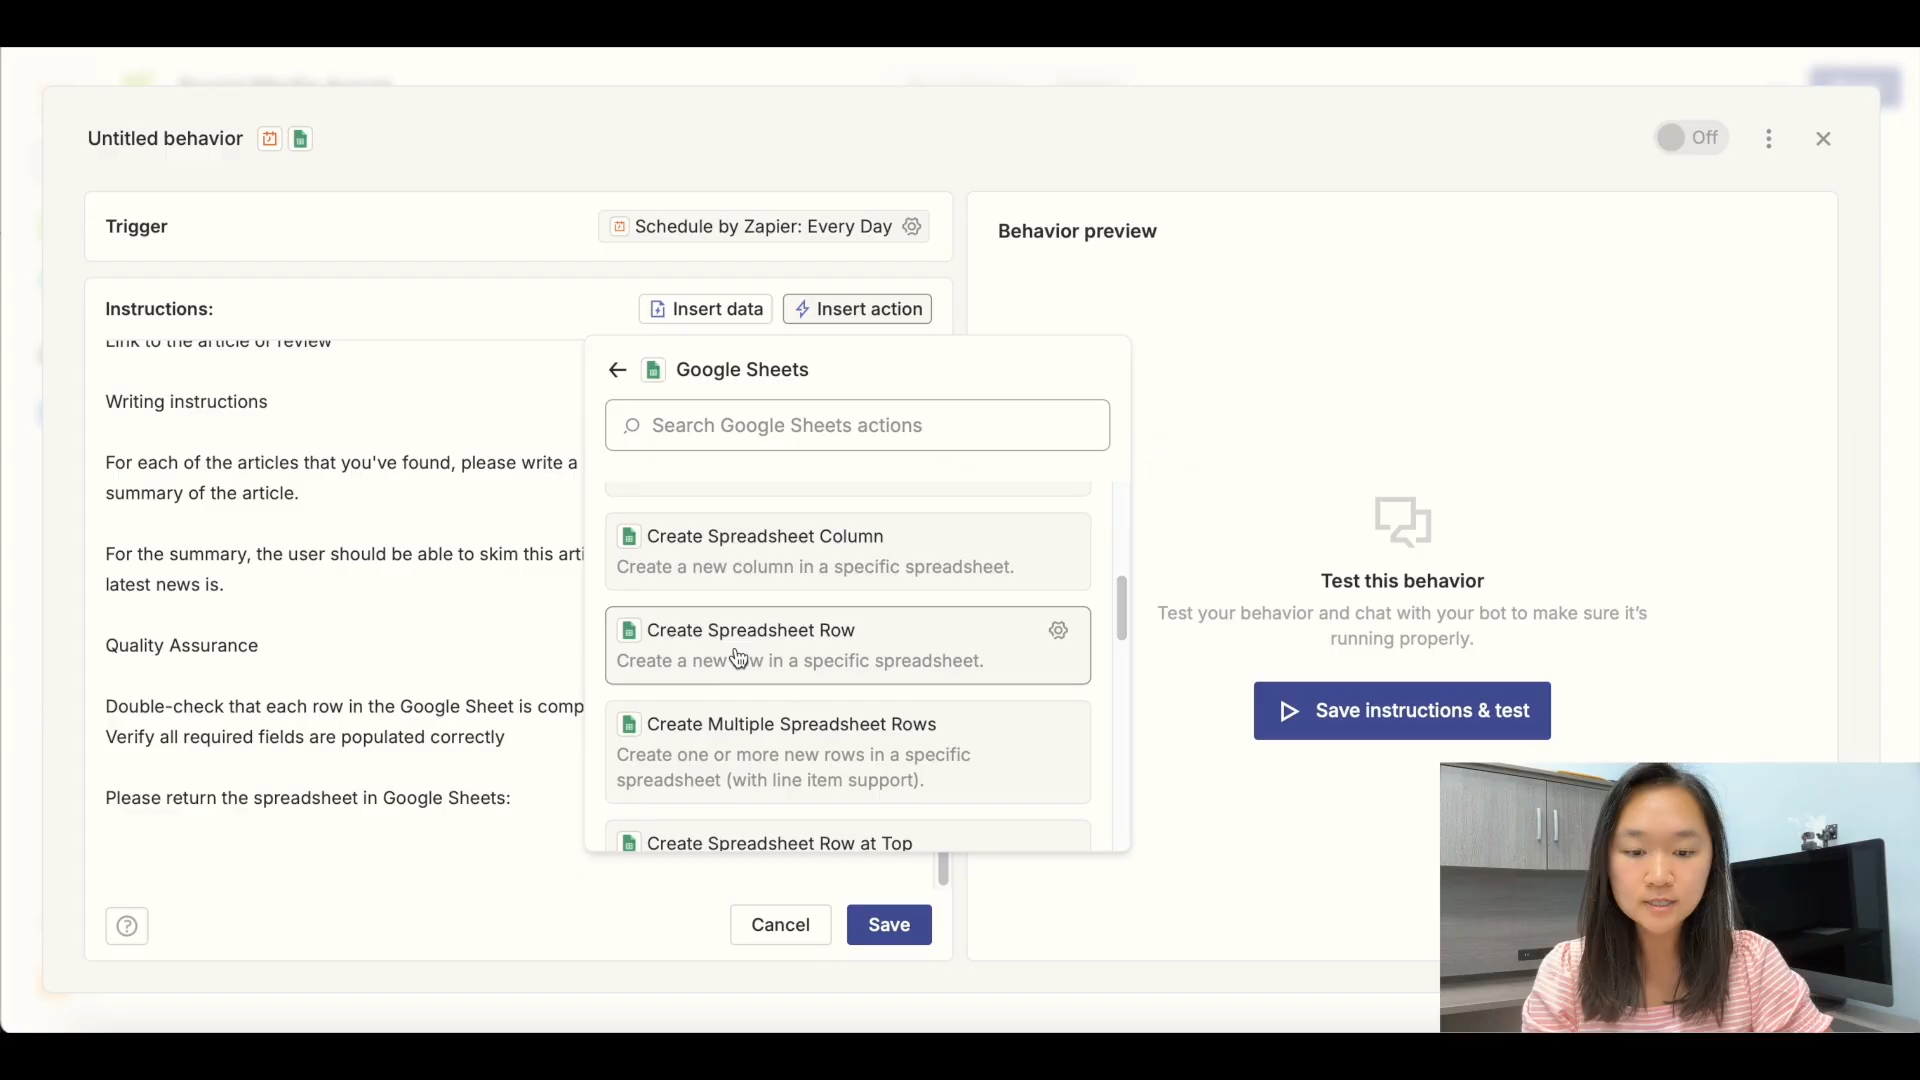 Untitled behavior
Off
Trigger
Schedule by Zapier: Every Day
Behavior preview
Instructions:
Insert data
Insert action
Link to the article or review
Writing instructions
For each of the articles that you've found, please write a
summary of the article.
For the summary, the user should be able to skim this arti
latest news is.
Quality Assurance
Double-check that each row in the Google Sheet is comp
Verify all required fields are populated correctly
Please return the spreadsheet in Google Sheets:
Google Sheets
Search Google Sheets actions
Create Spreadsheet Column
Create a new column in a specific spreadsheet.
Create Spreadsheet Row
Create a new row in a specific spreadsheet.
Create Multiple Spreadsheet Rows
Create one or more new rows in a specific
spreadsheet (with line item support).
Create Spreadsheet Row at Top
Cancel
Save
Test this behavior
Test your behavior and chat with your bot to make sure it's
running properly.
Save instructions & test